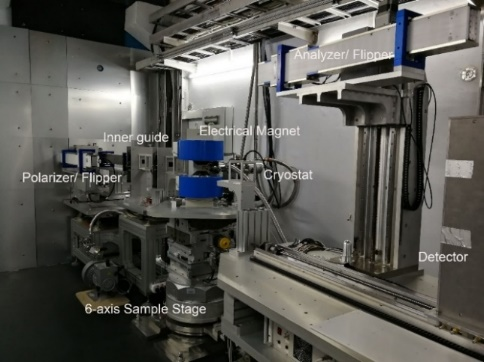 Analyzer/ Flipper
Electrical Magnet
Inner guide
Polarizer/ Flipper
Cryostat
Detector
6-axis Sample Stage